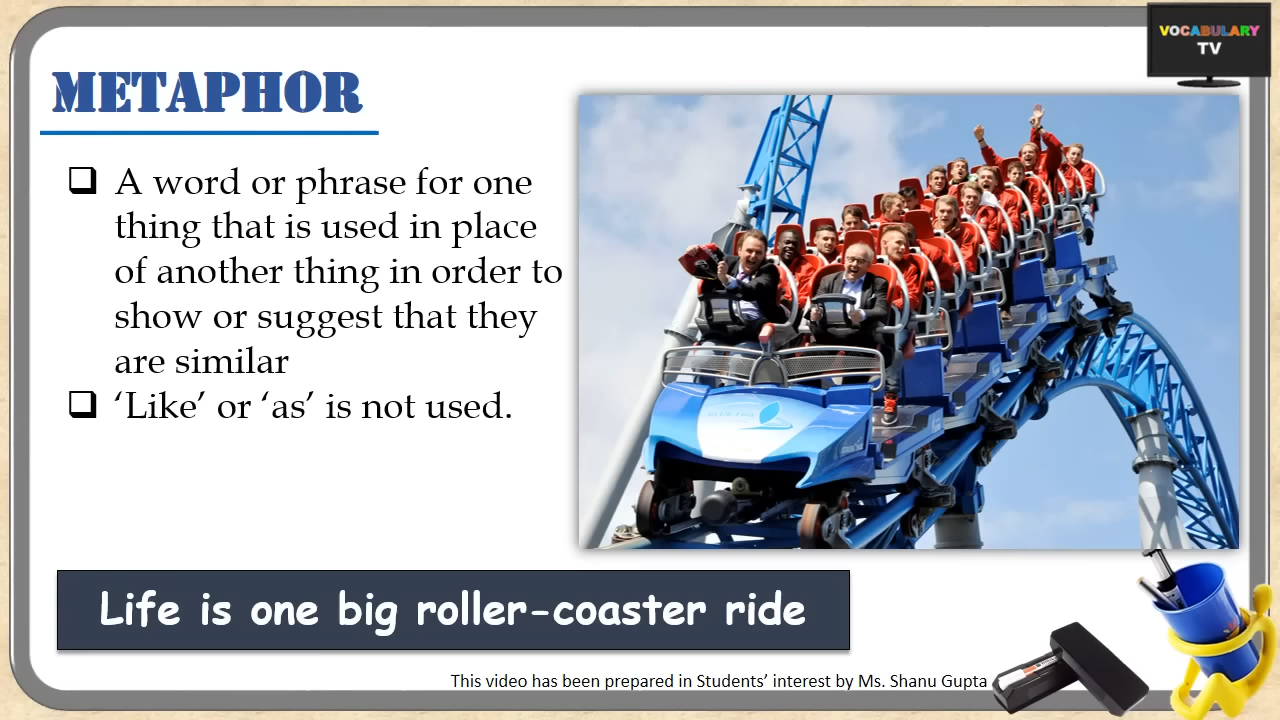 VOCABULARY
TV
METAPHOR
❑ A word or phrase for one
thing that is used in place
of another thing in order to
show or suggest that they
are similar
❑ ‘Like’ or ‘as’ is not used.
Life is one big roller-coaster ride
This video has been prepared in Students’ interest by Ms. Shanu Gupta